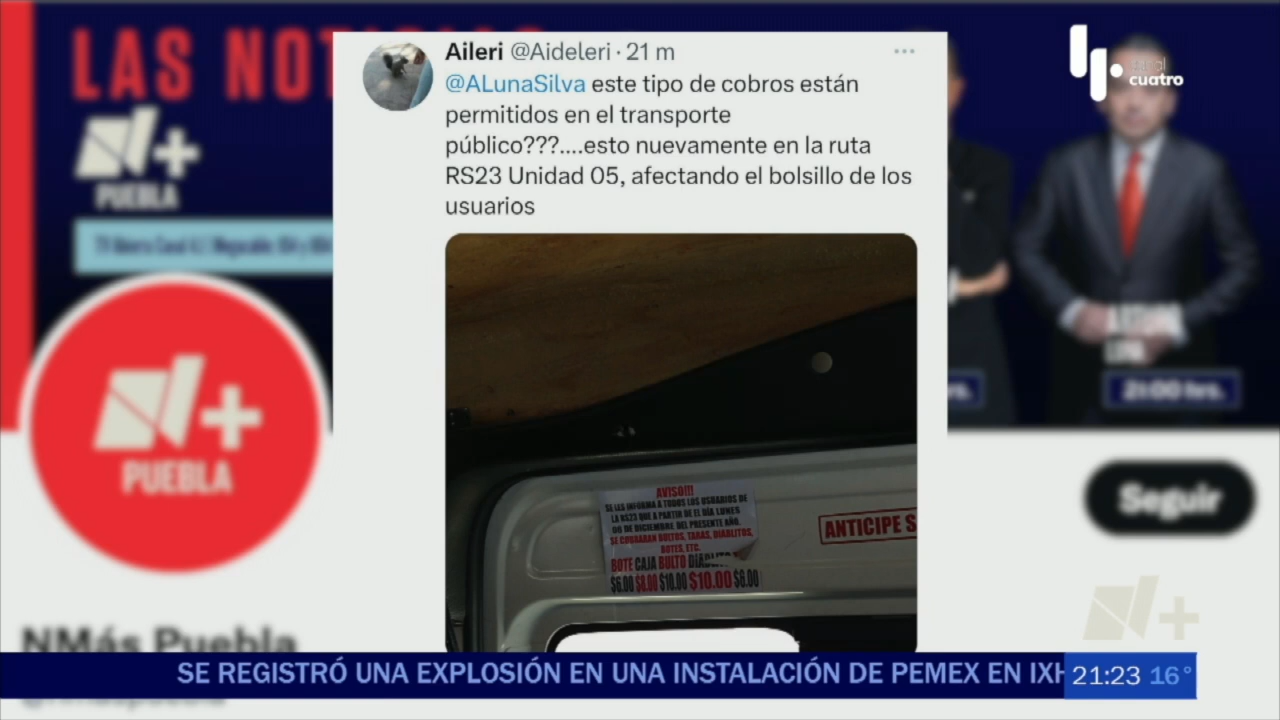 LAS NOT
N+
PUEBLA
Aileri @Aideleri · 21 m
@ALunaSilva este tipo de cobros están
permitidos en el transporte
público???....esto nuevamente en la ruta
RS23 Unidad 05, afectando el bolsillo de los
usuarios
canal
cuatro
21:00 hrs.
N+
PUEBLA
AVISO!!!
SE LES INFORMA A TODOS LOS USUARIOS DE
LA RS23 QUE A PARTIR DE EL DÍA LUNES
05 DE DICIEMBRE DEL PRESENTE AÑO.
SE COBRARAN BULTOS, TARAS, DIABLITOS,
BOTES, ETC.
BOTE CAJA BULTO DIABLITO
$6.00 $8.00 $10.00 $10.00 $6.00
ANTICIPE S
Seguir
N+
NMás Puebla
SE REGISTRÓ UNA EXPLOSIÓN EN UNA INSTALACIÓN DE PEMEX EN IXH
21:23 16°